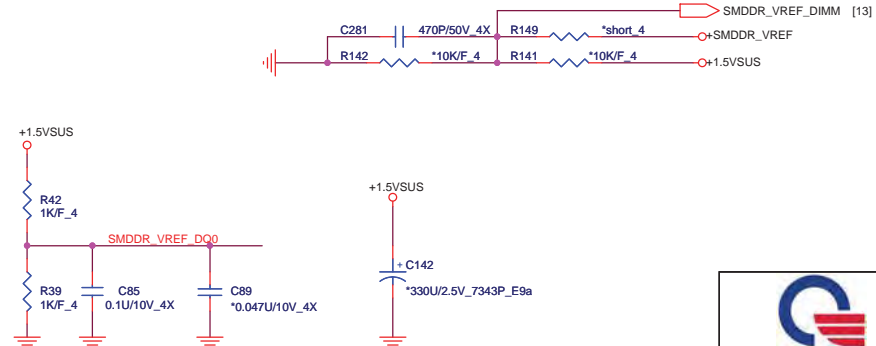 SMDDR_VREF_DIMM [13]
C281 470P/50V_4X R149 *short_4 +SMDDR_VREF
R142 *10K/F_4 R141 *10K/F_4 +1.5VSUS
+1.5VSUS
R42
1K/F_4
SMDDR_VREF_DQ0
R39
1K/F_4
C85
0.1U/10V_4X
C89
*0.047U/10V_4X
+1.5VSUS
+ C142
*330U/2.5V_7343P_E9a